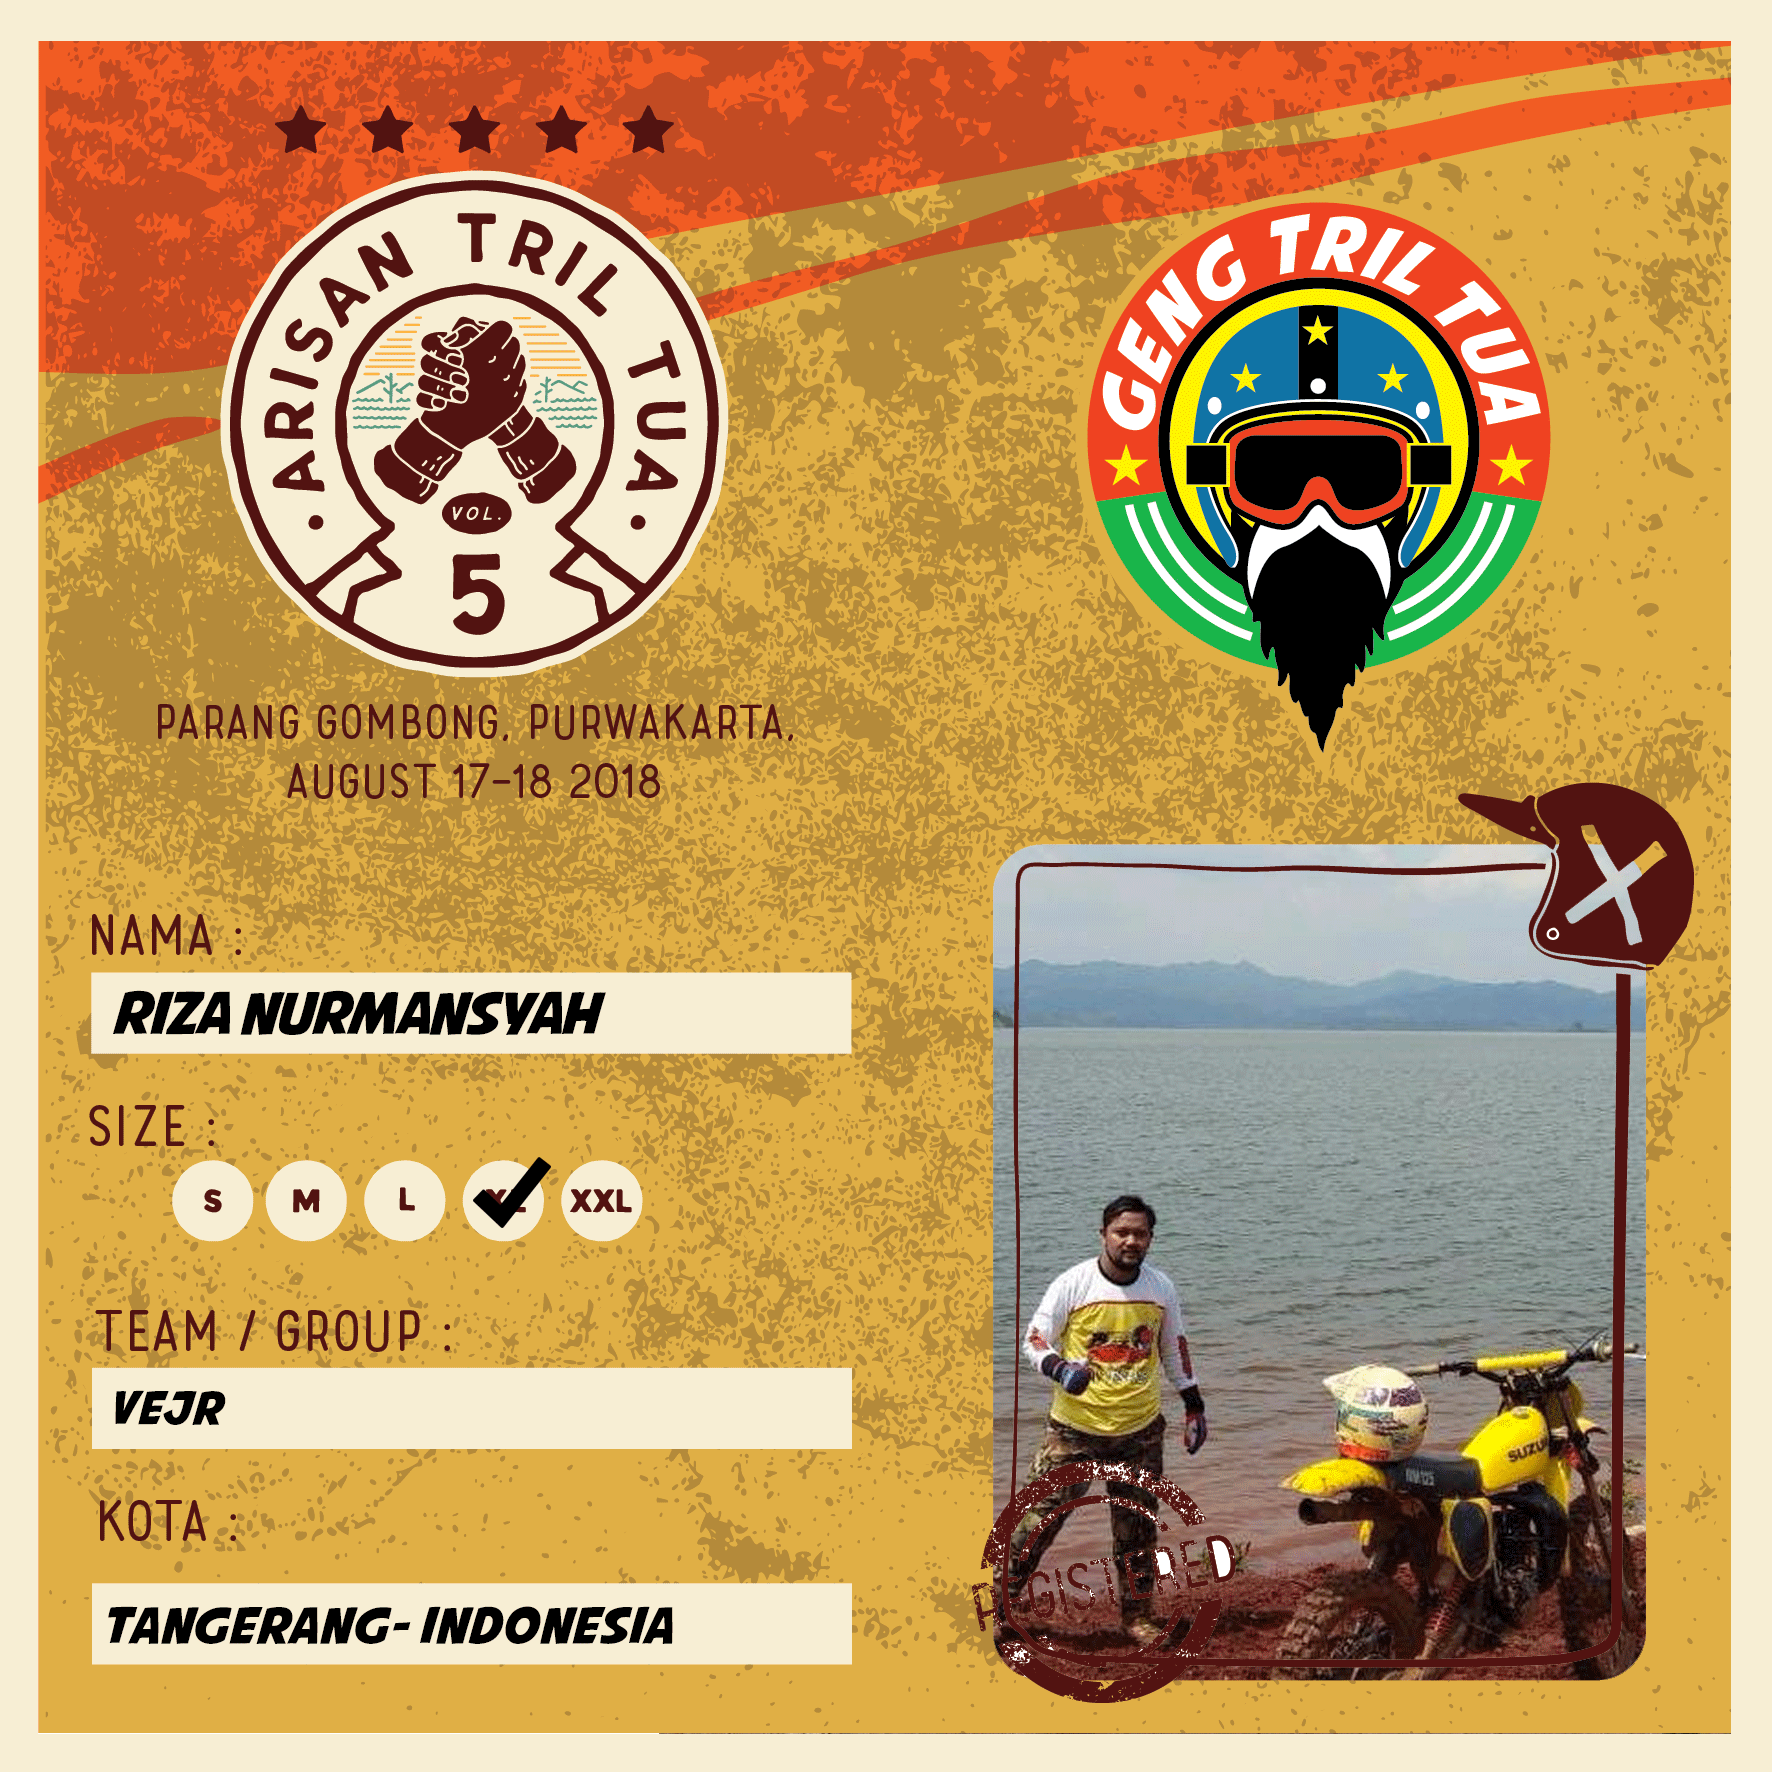 ARISAN TRIL TUA
VOL.
5
GENG TRIL TUA
PARANG GOMBONG, PURWAKARTA,
AUGUST 17-18 2018
NAMA :
RIZA NURMANSYAH
SIZE :
S M L XL XXL
TEAM / GROUP :
VEJR
KOTA :
TANGERANG- INDONESIA
SUZU
REGISTERED